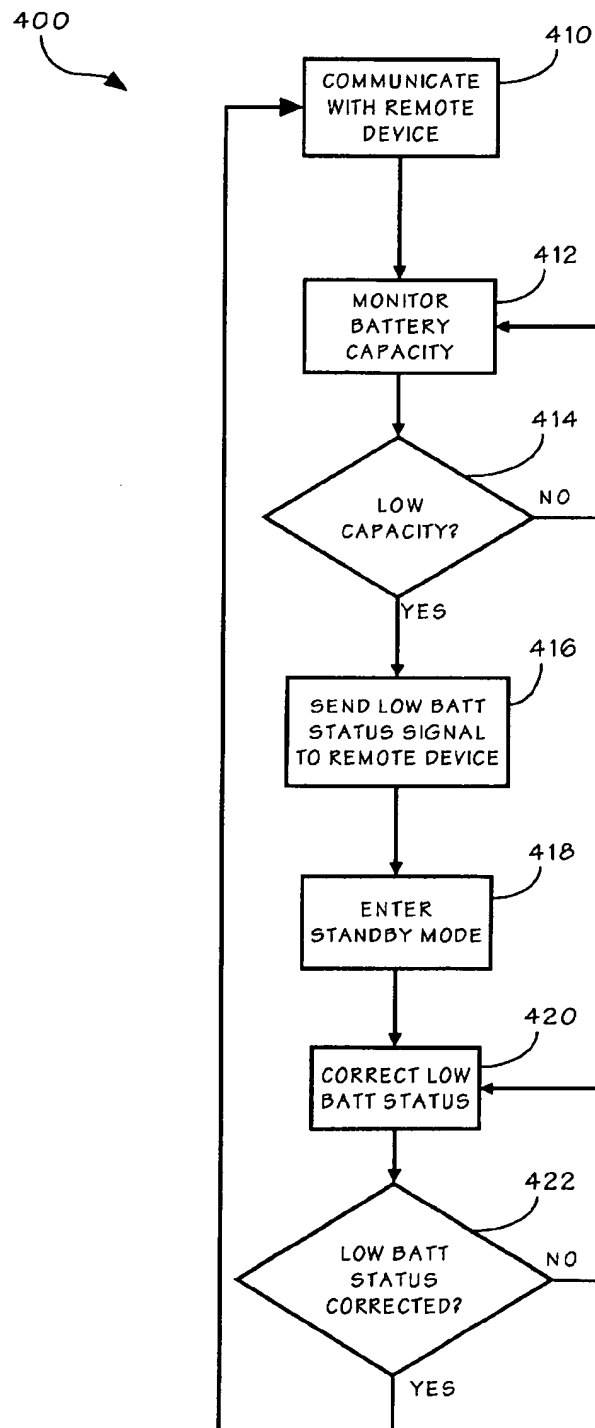 400
410
COMMUNICATE
WITH REMOTE
DEVICE
412
MONITOR
BATTERY
CAPACITY
414
LOW
CAPACITY?
NO
YES
416
SEND LOW BATT
STATUS SIGNAL
TO REMOTE DEVICE
418
ENTER
STANDBY MODE
420
CORRECT LOW
BATT STATUS
422
LOW BATT
STATUS
CORRECTED?
NO
YES